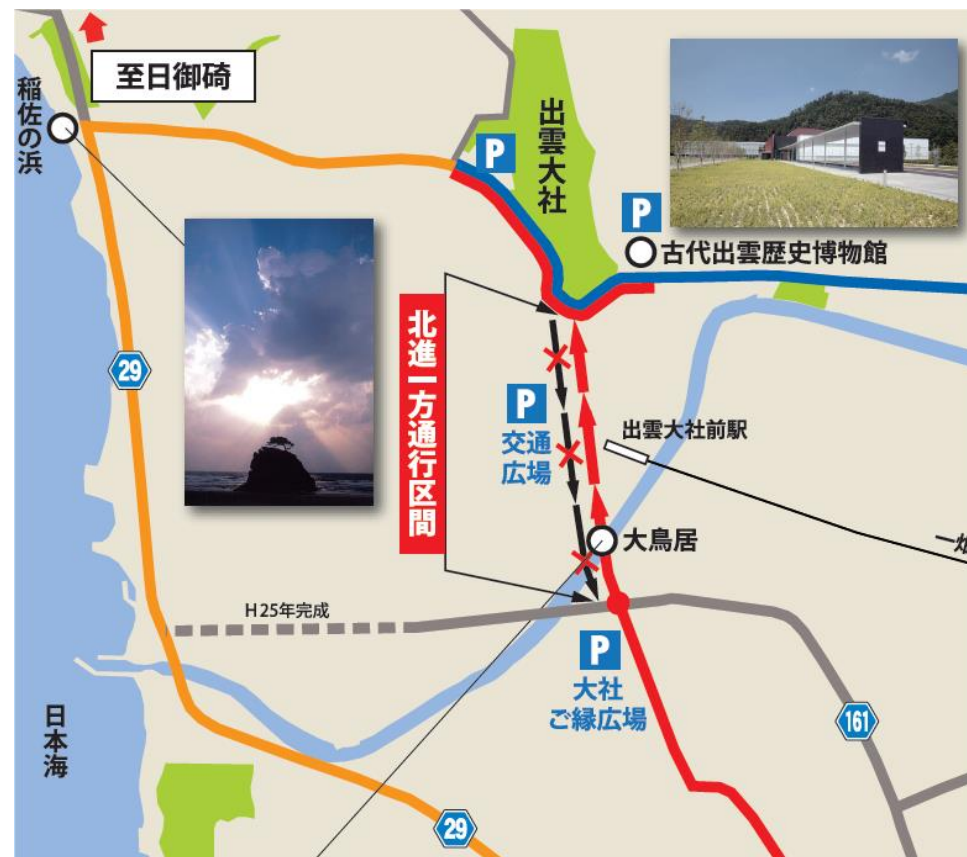 至日御碕
稲佐の浜
出雲大社
P
P
古代出雲歴史博物館
北進一方通行区間
29
P
交通
広場
出雲大社前駅
大鳥居
一畑
H25年完成
P
大社
ご縁広場
161
日本海
29